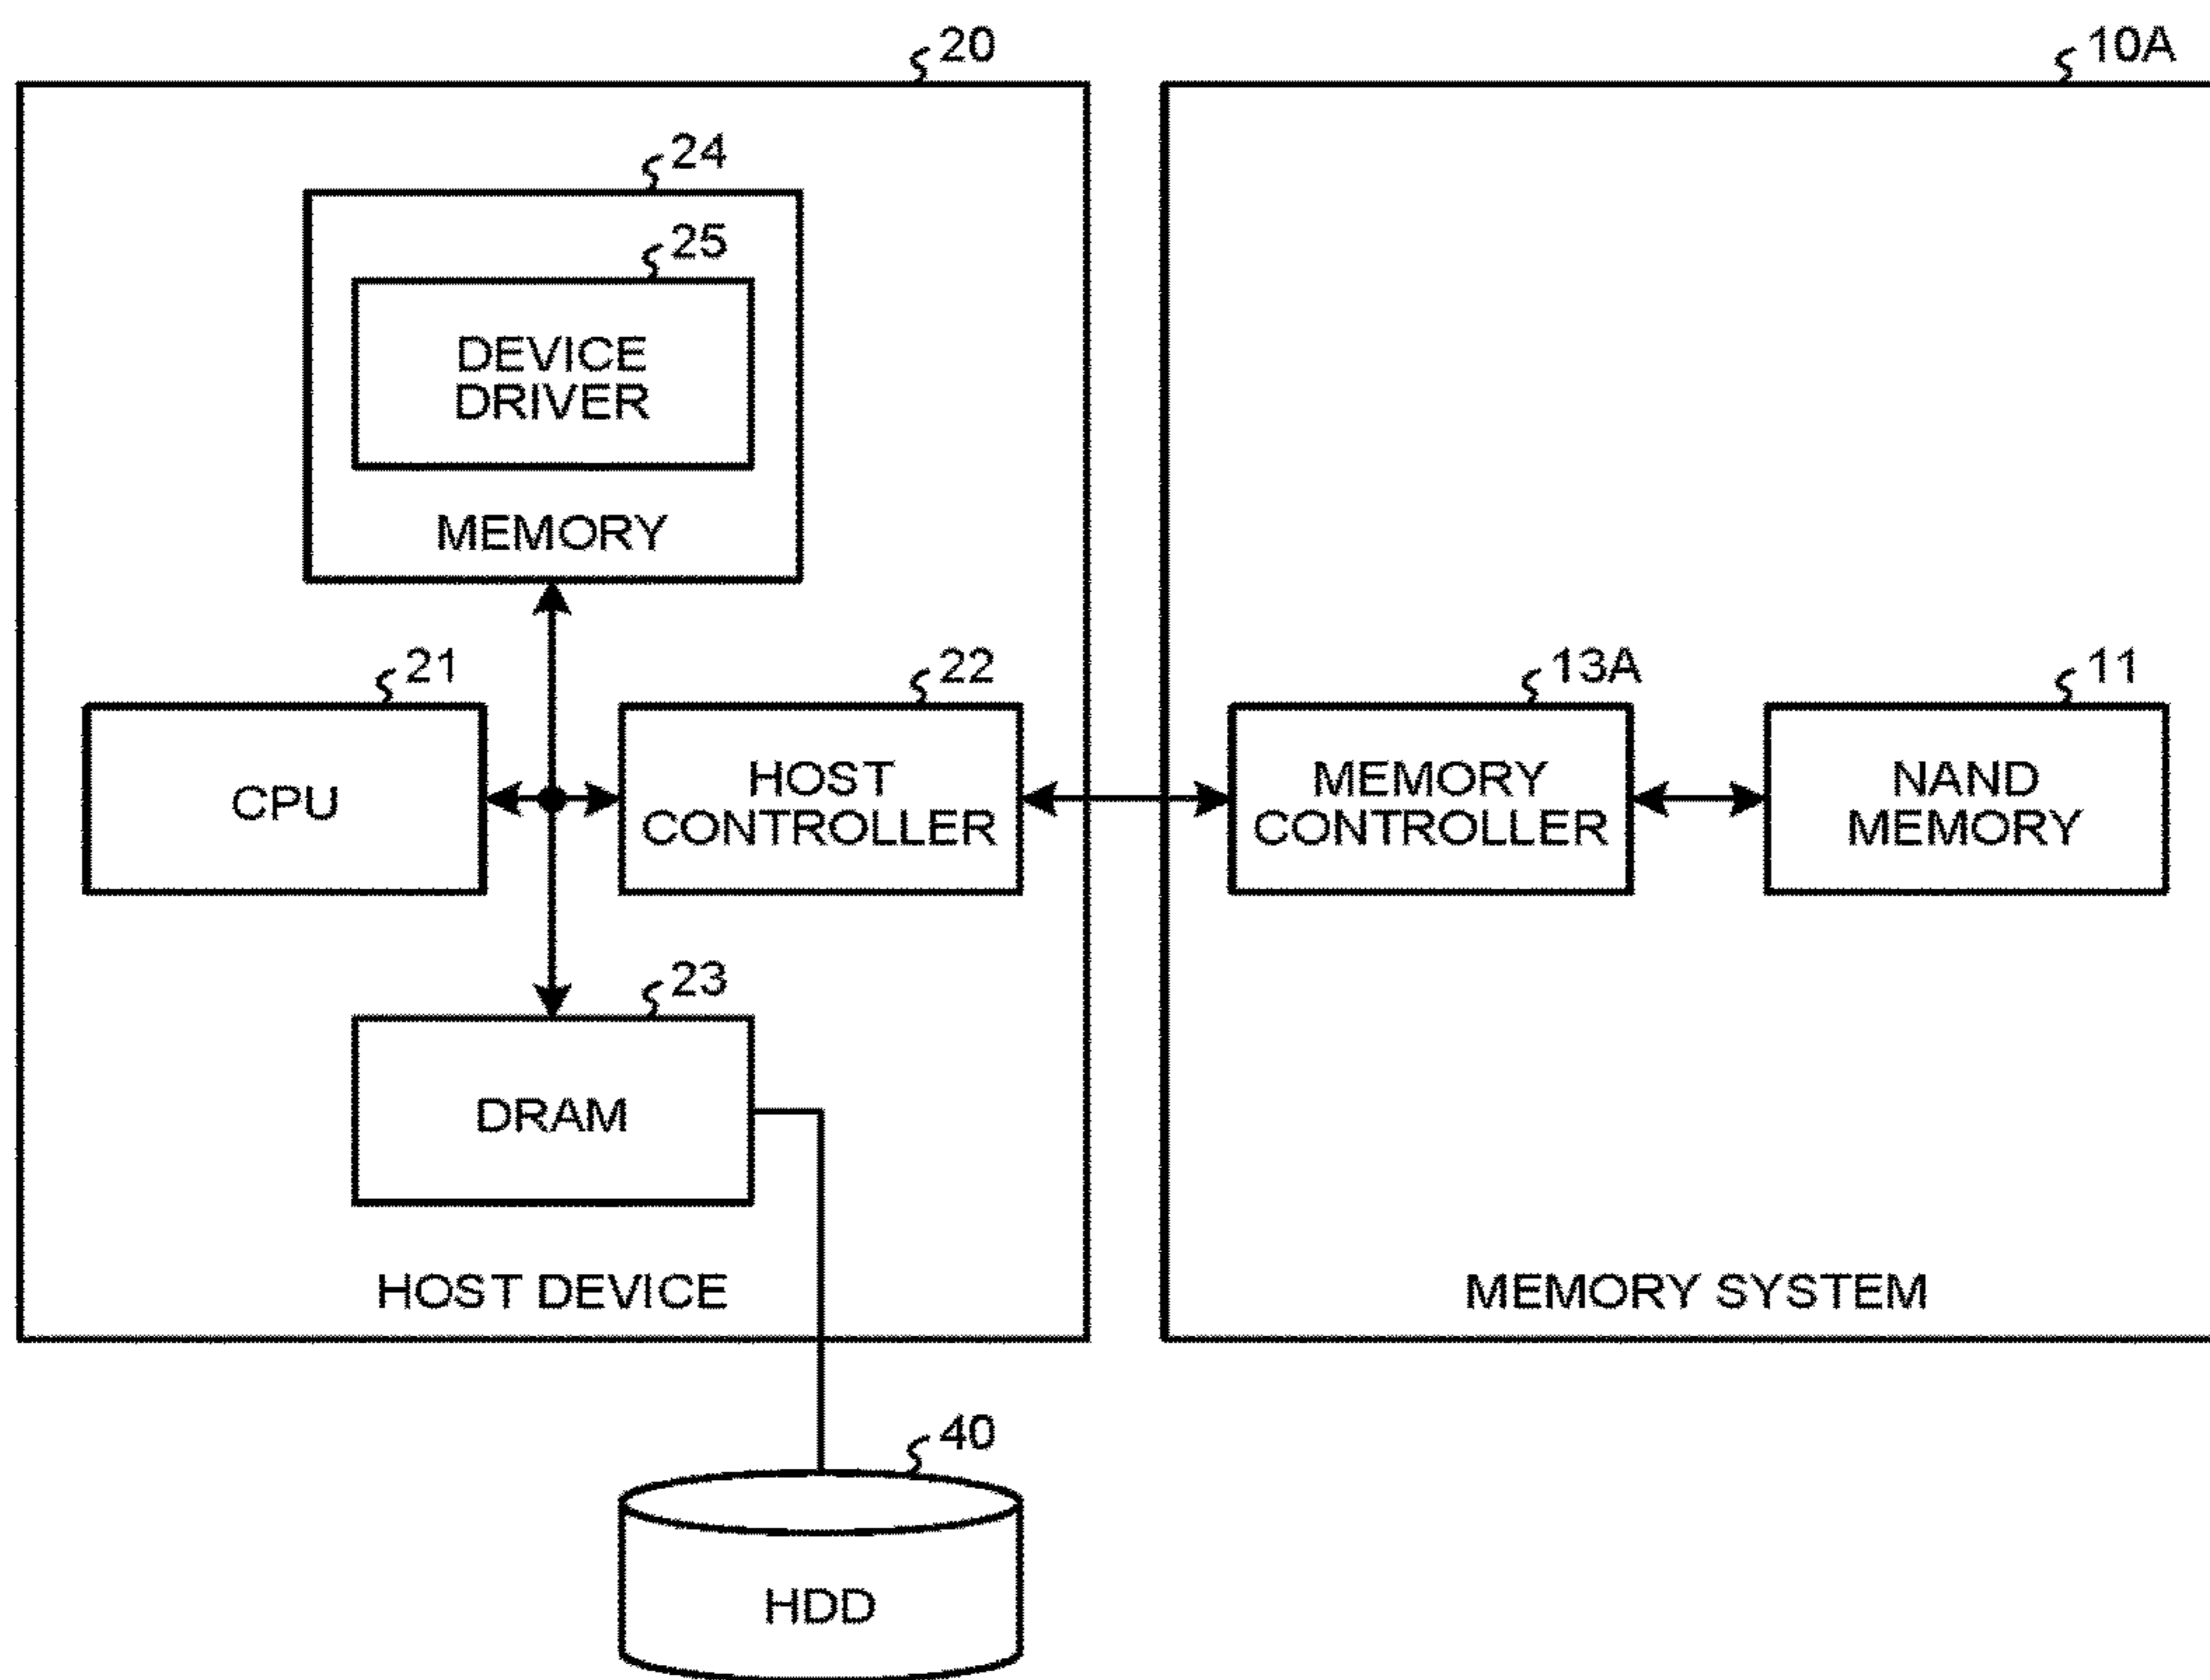 20
10A
24
25
DEVICE
DRIVER
MEMORY
21
22
13A
11
CPU
HOST
CONTROLLER
MEMORY
CONTROLLER
NAND
MEMORY
23
DRAM
HOST DEVICE
MEMORY SYSTEM
40
HDD